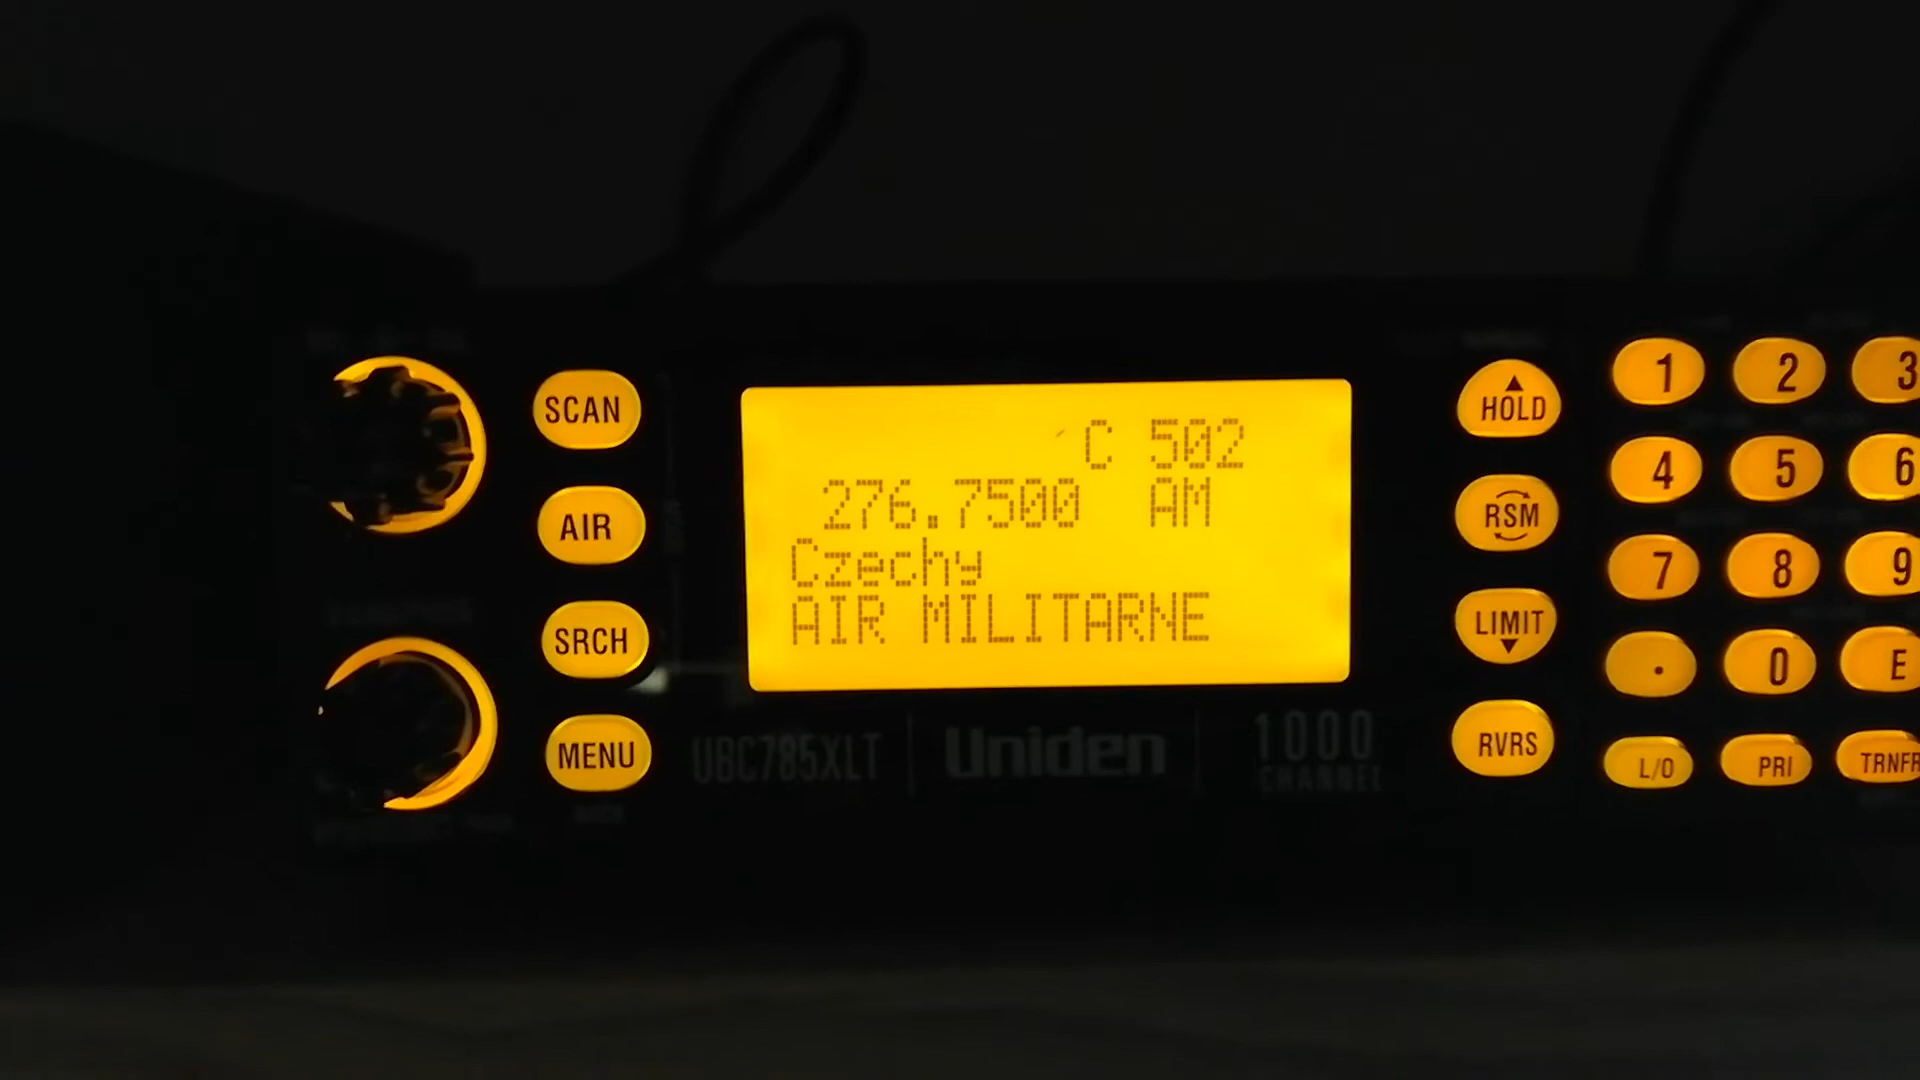 C 502
276.7500 AM
Czechy
AIR MILITARNE
SCAN
AIR
SRCH
MENU
UBC785XLT
Uniden
1000
CHANNEL
HOLD
RSM
LIMIT
RVRS
1 2 3
4 5 6
7 8 9
. 0 E
L/O PRI TRNFR